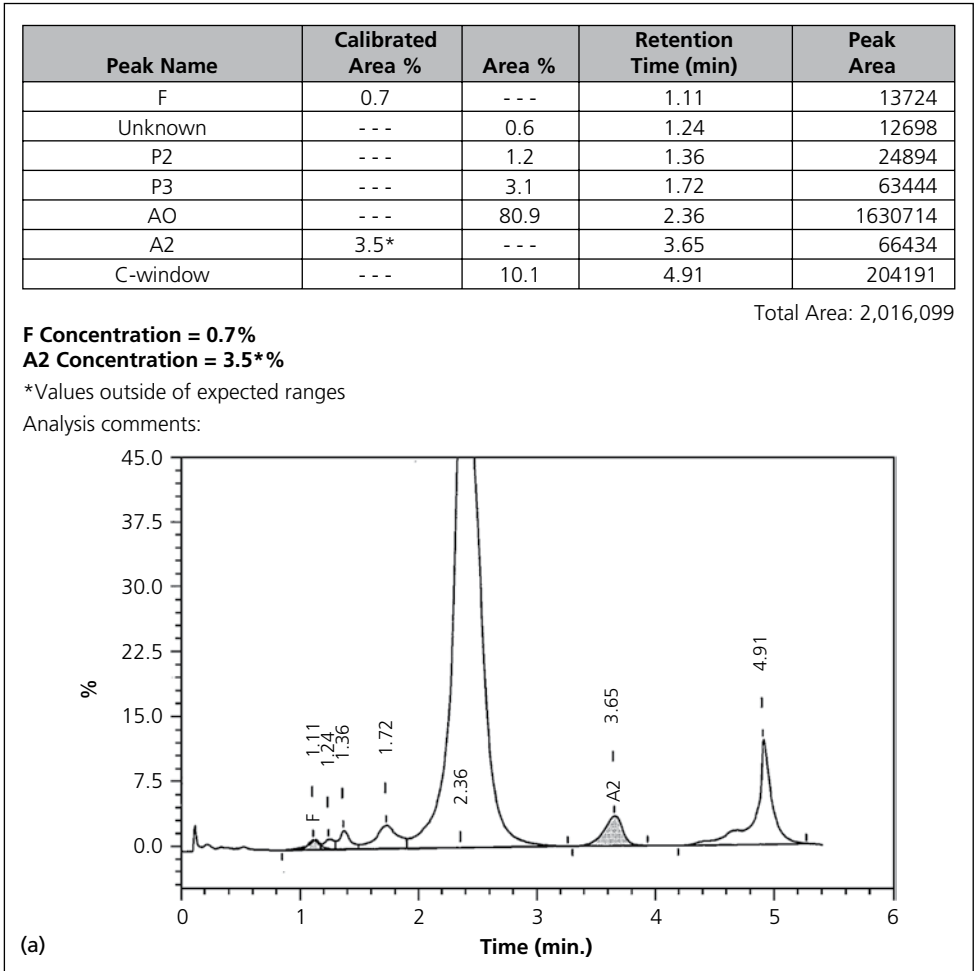 Peak Name Calibrated Area % Area % Retention Time (min) Peak Area
F 0.7 - - - 1.11 13724
Unknown - - - 0.6 1.24 12698
P2 - - - 1.2 1.36 24894
P3 - - - 3.1 1.72 63444
AO - - - 80.9 2.36 1630714
A2 3.5* - - - 3.65 66434
C-window - - - 10.1 4.91 204191
Total Area: 2,016,099
F Concentration = 0.7%
A2 Concentration = 3.5*%
*Values outside of expected ranges
Analysis comments:
45.0
37.5
30.0
22.5
15.0
7.5
0.0
%
1.11
1.24
1.36
1.72
2.36
3.65
4.91
F
A2
0 1 2 3 4 5 6
Time (min.)
(a)